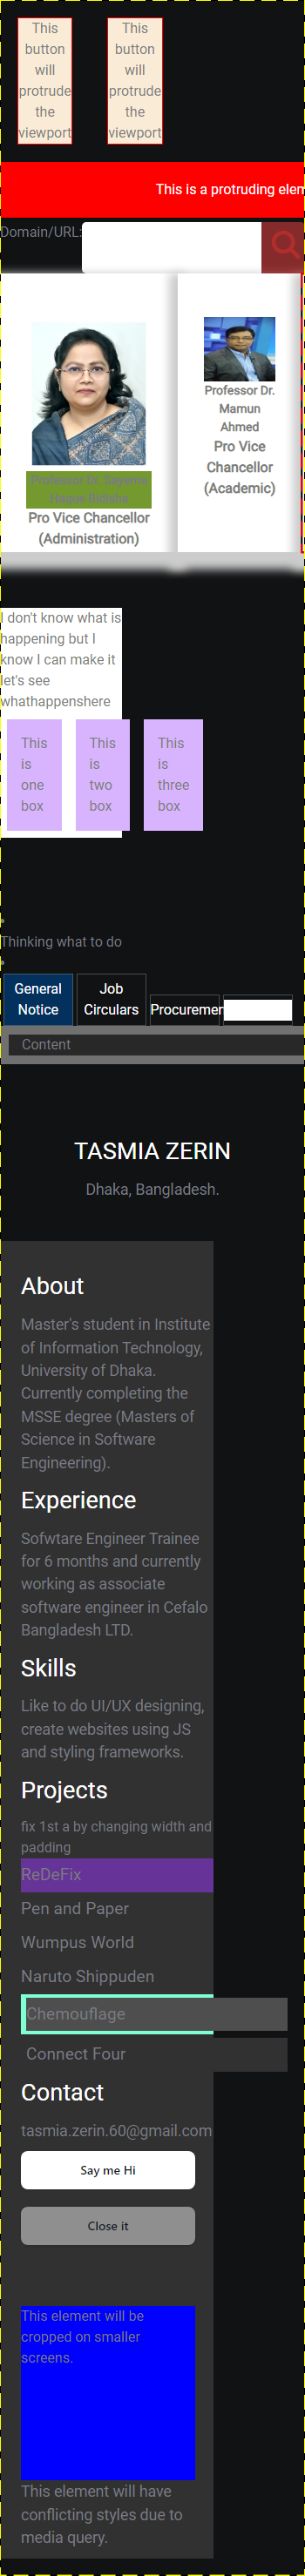 This
button
will
protrude
the
viewport
This
button
will
protrude
the
viewport
This is a protruding elem
Domain/URL:
Professor Dr. Sayema
Haque Bidisha
Pro Vice Chancellor
(Administration)
Professor Dr.
Mamun
Ahmed
Pro Vice
Chancellor
(Academic)
I don't know what is
happening but I
know I can make it
let's see
whathappenshere
This
is
one
box
This
is
two
box
This
is
three
box
Thinking what to do
General
Notice
Job
Circulars
Procuremen
Content
TASMIA ZERIN
Dhaka, Bangladesh.
About
Master's student in Institute
of Information Technology,
University of Dhaka.
Currently completing the
MSSE degree (Masters of
Science in Software
Engineering).
Experience
Sofwtare Engineer Trainee
for 6 months and currently
working as associate
software engineer in Cefalo
Bangladesh LTD.
Skills
Like to do UI/UX designing,
create websites using JS
and styling frameworks.
Projects
fix 1st a by changing width and
padding
ReDeFix
Pen and Paper
Wumpus World
Naruto Shippuden
Chemouflage
Connect Four
Contact
tasmia.zerin.60@gmail.com
Say me Hi
Close it
This element will be
cropped on smaller
screens.
This element will have
conflicting styles due to
media query.